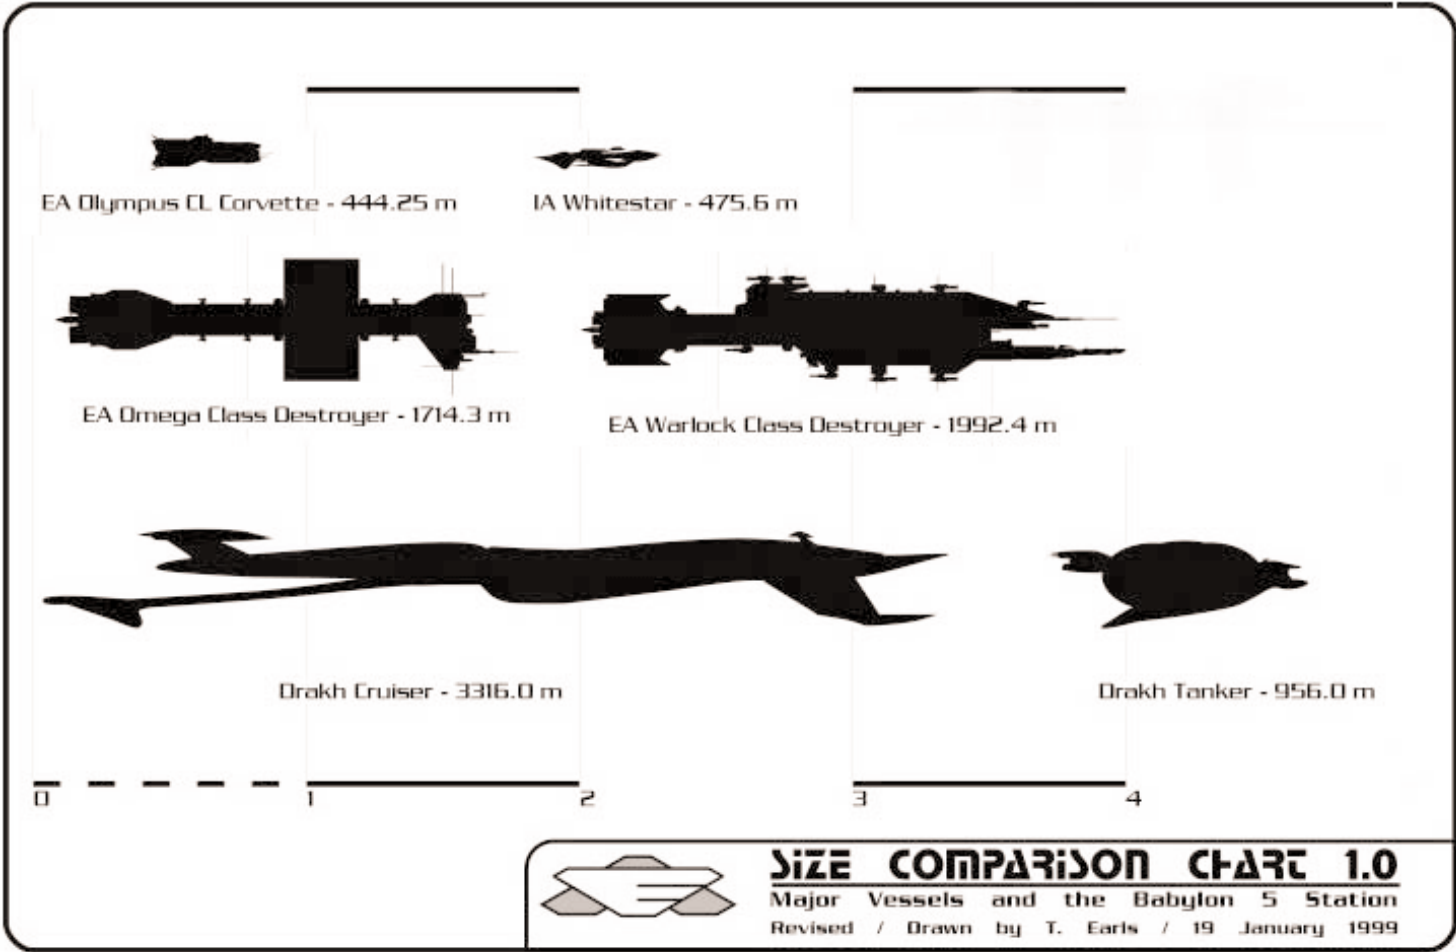 EA Olympus CL Corvette - 444.25 m
IA Whitestar - 475.6 m
EA Omega Class Destroyer - 1714.3 m
EA Warlock Class Destroyer - 1992.4 m
Drakh Cruiser - 3316.0 m
Drakh Tanker - 956.0 m
0 1 2 3 4
SiZE COMPARiSON CHART 1.0
Major Vessels and the Babylon 5 Station
Revised / Drawn by T. Earls / 19 January 1999